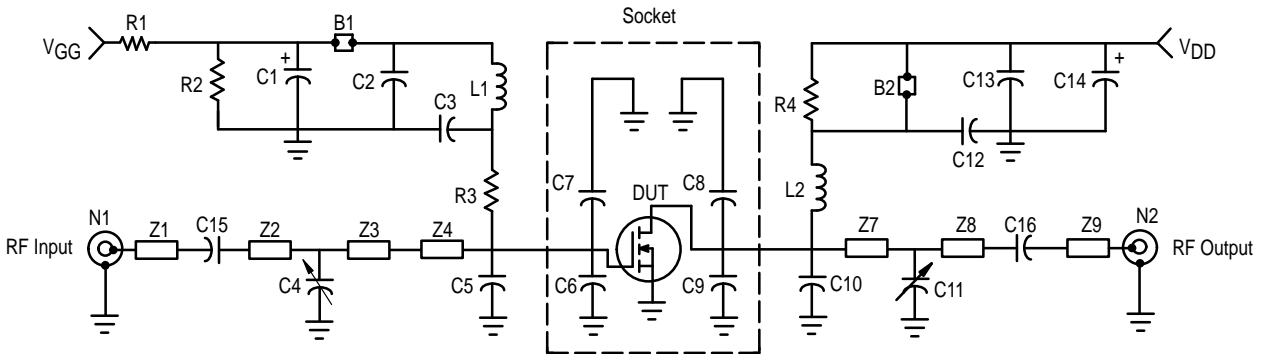 Socket
VGG
R1
B1
R2
C1
+
C2
L1
C3
R3
N1
RF Input
Z1
C15
Z2
C4
Z3
Z4
C5
C7
C8
DUT
C6
C9
VDD
R4
B2
C13
C14
+
C12
L2
C10
Z7
C11
Z8
C16
Z9
N2
RF Output